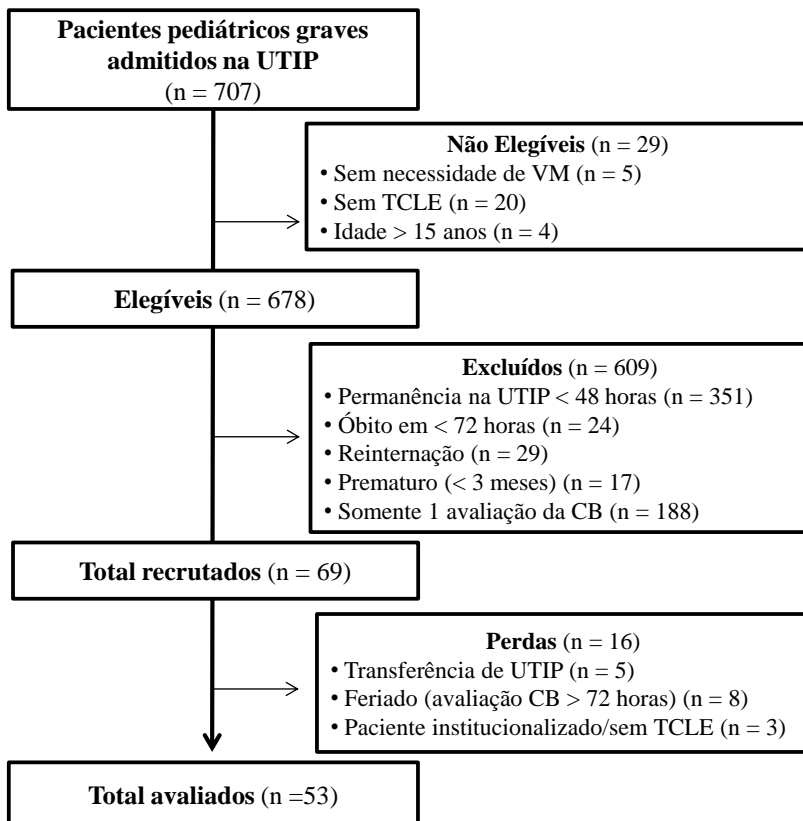 Pacientes pediátricos graves
admitidos na UTIP
(n = 707)
Não Elegíveis (n = 29)
• Sem necessidade de VM (n = 5)
• Sem TCLE (n = 20)
• Idade > 15 anos (n = 4)
Elegíveis (n = 678)
Excluídos (n = 609)
• Permanência na UTIP < 48 horas (n = 351)
• Óbito em < 72 horas (n = 24)
• Reinternação (n = 29)
• Prematuro (< 3 meses) (n = 17)
• Somente 1 avaliação da CB (n = 188)
Total recrutados (n = 69)
Perdas (n = 16)
• Transferência de UTIP (n = 5)
• Feriado (avaliação CB > 72 horas) (n = 8)
• Paciente institucionalizado/sem TCLE (n = 3)
Total avaliados (n =53)